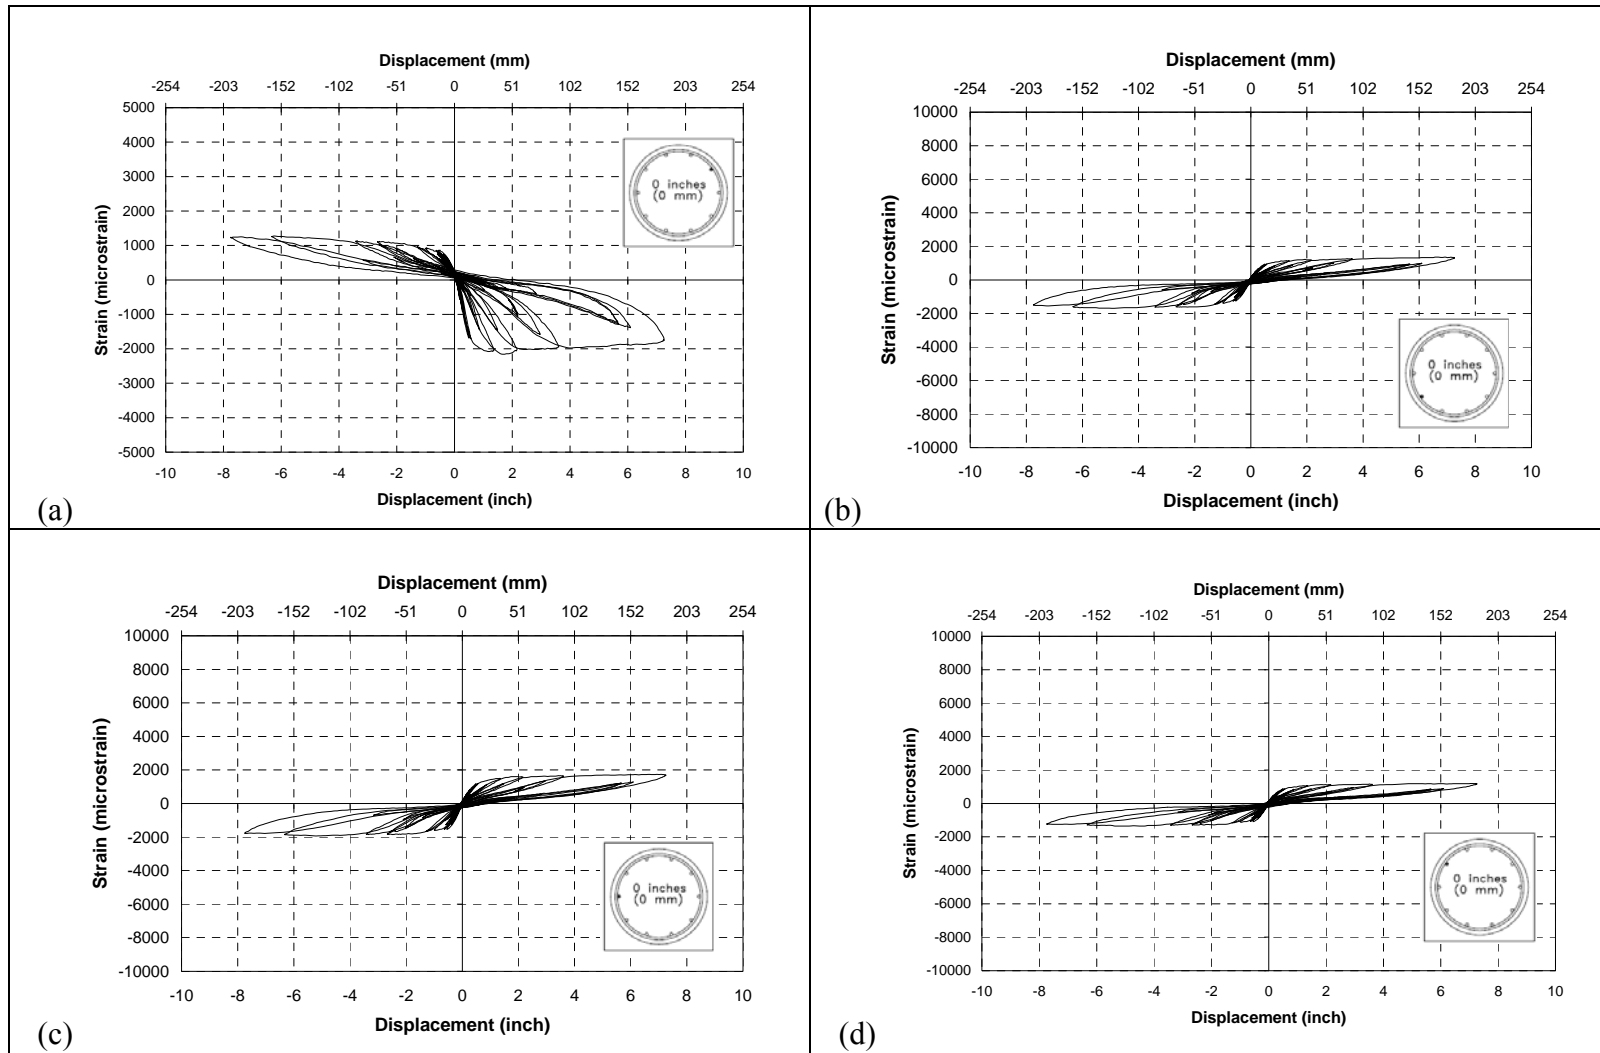 Displacement (mm)
-254 -203 -152 -102 -51 0 51 102 152 203 254
5000
4000
3000
2000
1000
0
-1000
-2000
-3000
-4000
-5000
Strain (microstrain)
0 inches
(0 mm)
-10 -8 -6 -4 -2 0 2 4 6 8 10
Displacement (inch)
(a)
Displacement (mm)
-254 -203 -152 -102 -51 0 51 102 152 203 254
10000
8000
6000
4000
2000
0
-2000
-4000
-6000
-8000
-10000
Strain (microstrain)
0 inches
(0 mm)
-10 -8 -6 -4 -2 0 2 4 6 8 10
Displacement (inch)
(b)
Displacement (mm)
-254 -203 -152 -102 -51 0 51 102 152 203 254
10000
8000
6000
4000
2000
0
-2000
-4000
-6000
-8000
-10000
Strain (microstrain)
0 inches
(0 mm)
-10 -8 -6 -4 -2 0 2 4 6 8 10
Displacement (inch)
(c)
Displacement (mm)
-254 -203 -152 -102 -51 0 51 102 152 203 254
10000
8000
6000
4000
2000
0
-2000
-4000
-6000
-8000
-10000
Strain (microstrain)
0 inches
(0 mm)
-10 -8 -6 -4 -2 0 2 4 6 8 10
Displacement (inch)
(d)